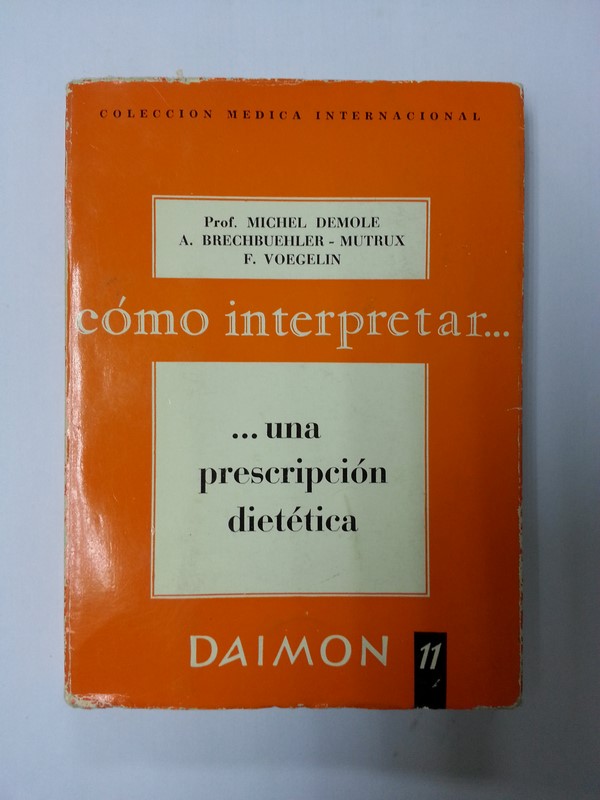 COLECCION MEDICA INTERNACIONAL
Prof. MICHEL DEMOLE
A. BRECHBUEHLER - MUTRUX
F. VOEGELIN
cómo interpretar...
...una
prescripción
dietética
DAIMON 11